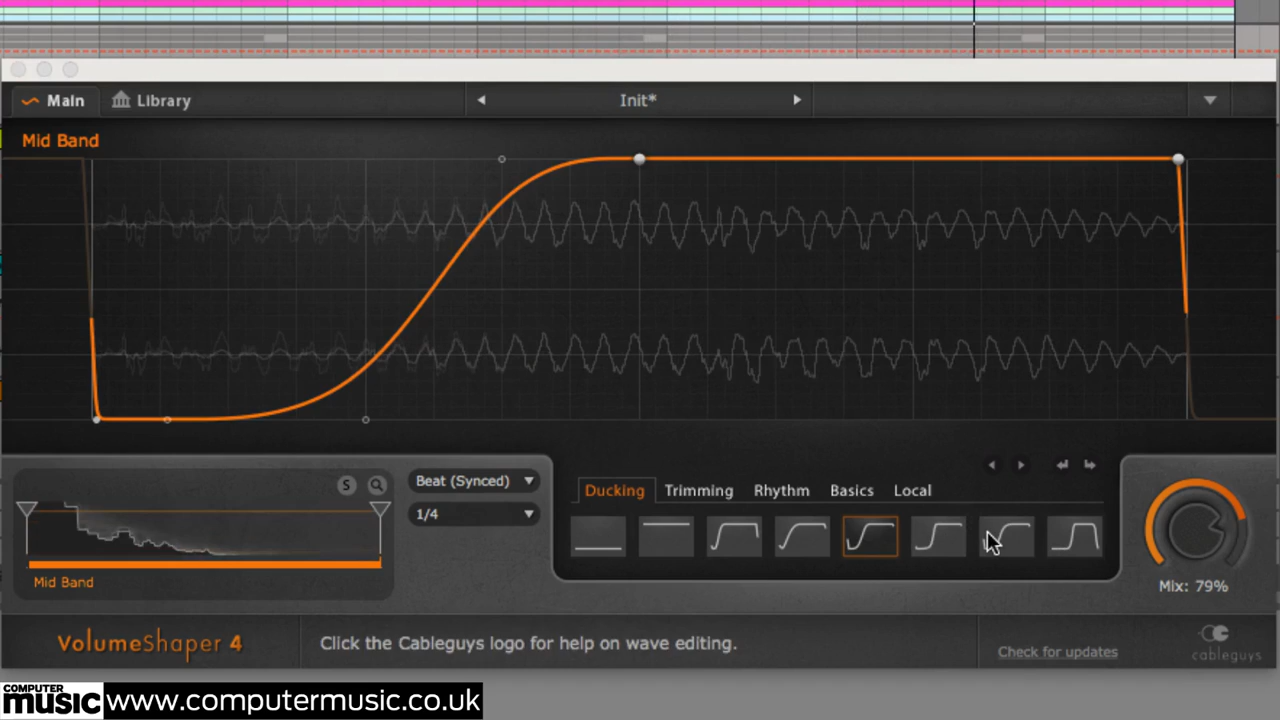 Main
Library
Init*
Mid Band
S
Beat (Synced)
1/4
Ducking
Trimming
Rhythm
Basics
Local
Mid Band
Mix: 79%
VolumeShaper 4
Click the Cableguys logo for help on wave editing.
Check for updates
cableguys
COMPUTER
music
www.computermusic.co.uk